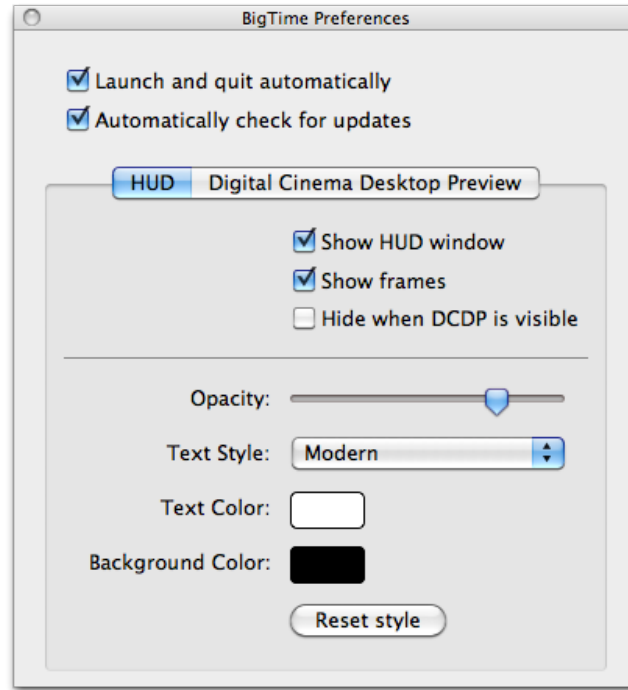 BigTime Preferences
Launch and quit automatically
Automatically check for updates
HUD Digital Cinema Desktop Preview
Show HUD window
Show frames
Hide when DCDP is visible
Opacity:
Text Style: Modern
Text Color:
Background Color:
Reset style